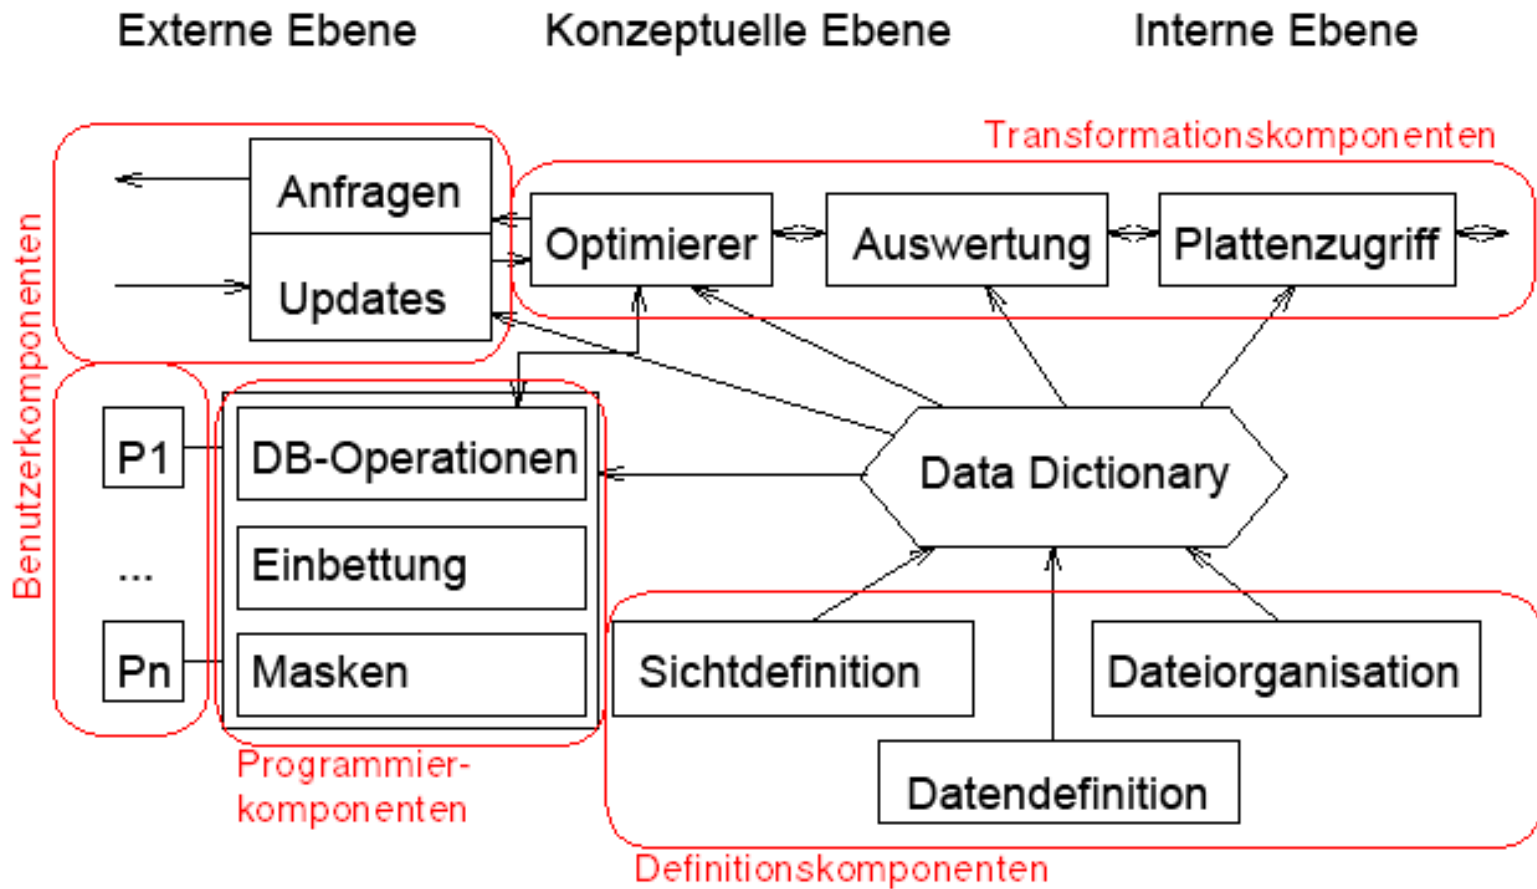 Externe Ebene
Konzeptuelle Ebene
Interne Ebene
Transformationskomponenten
Benutzerkomponenten
Anfragen
Updates
Optimierer
Auswertung
Plattenzugriff
P1
...
Pn
DB-Operationen
Einbettung
Masken
Data Dictionary
Sichtdefinition
Dateiorganisation
Datendefinition
Programmier-
komponenten
Definitionskomponenten